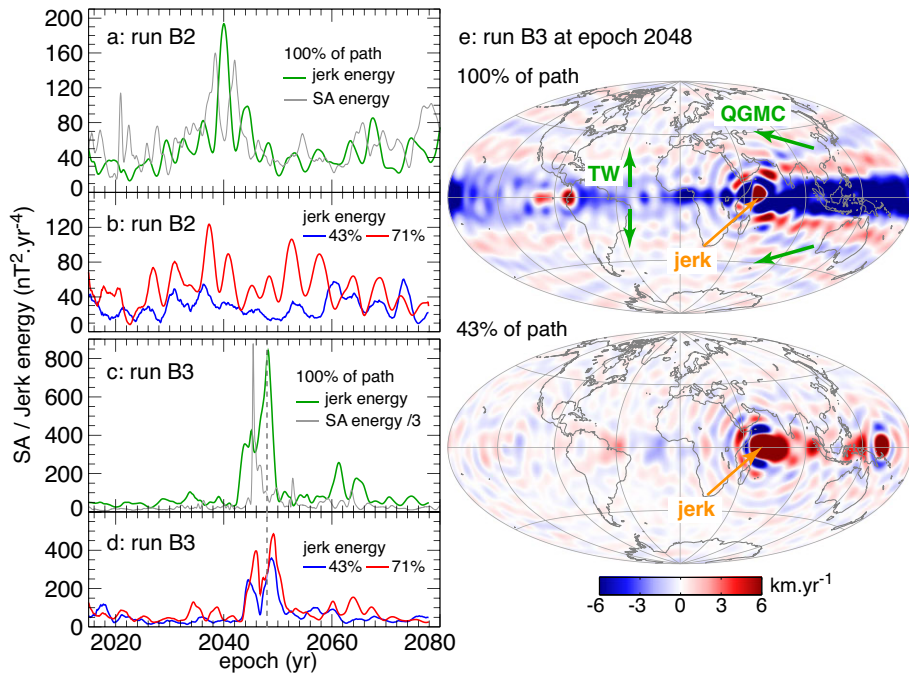 SA / Jerk energy (nT².yr⁻⁴)
200
160
120
80
40
0
a: run B2
100% of path
jerk energy
SA energy
120
80
40
0
b: run B2
jerk energy
43% 71%
800
600
400
200
0
c: run B3
100% of path
jerk energy
SA energy /3
400
200
0
d: run B3
jerk energy
43% 71%
2020 2040 2060 2080
epoch (yr)
e: run B3 at epoch 2048
100% of path
QGMC
TW
jerk
43% of path
jerk
-6 -3 0 3 6
km.yr⁻¹